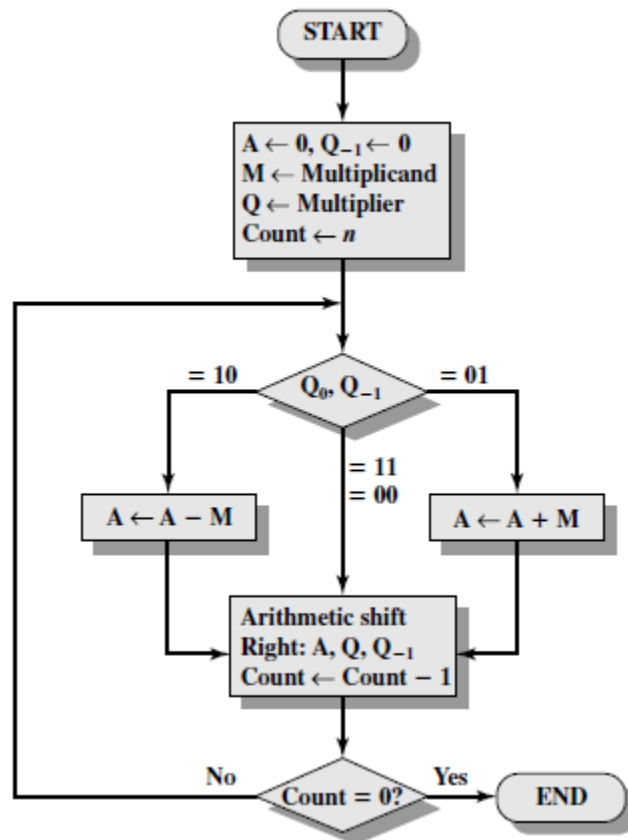 START
A ← 0, Q₋₁ ← 0
M ← Multiplicand
Q ← Multiplier
Count ← n
= 10
Q₀, Q₋₁
= 01
= 11
= 00
A ← A − M
A ← A + M
Arithmetic shift
Right: A, Q, Q₋₁
Count ← Count − 1
No
Count = 0?
Yes
END